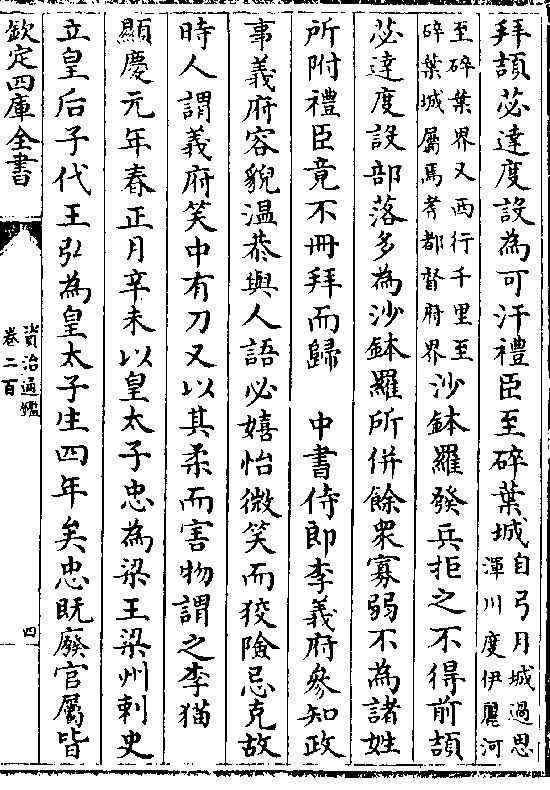 拜頡苾達度設為可汗禮臣至碎葉城自弓月城過思渾川度伊麗河
至碎葉界又西行千里至碎葉城屬焉耆都督府界沙鉢羅發兵拒之不得前頡
苾達度設部落多為沙鉢羅所併餘衆寡弱不為諸姓
所附禮臣竟不冊拜而歸　中書侍郎李義府參知政
事義府容貌温恭與人語必嬉怡微笑而狡險忌克故
時人謂義府笑中有刀又以其柔而害物謂之李猫
顯慶元年春正月辛未以皇太子忠為梁王梁州刺史
立皇后子代王弘為皇太子生四年矣忠既廢官屬皆
欽定四庫全書
資治通鑑
卷二百
四